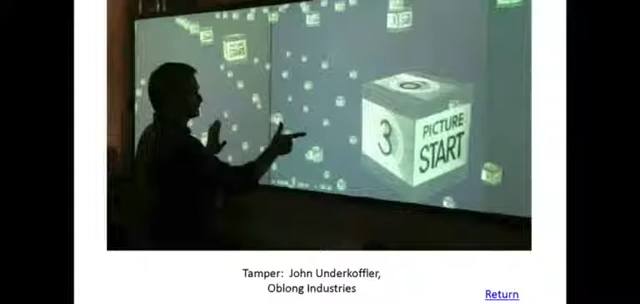 3
PICTURE
START
Tamper:  John Underkoffler,
Oblong Industries
Return